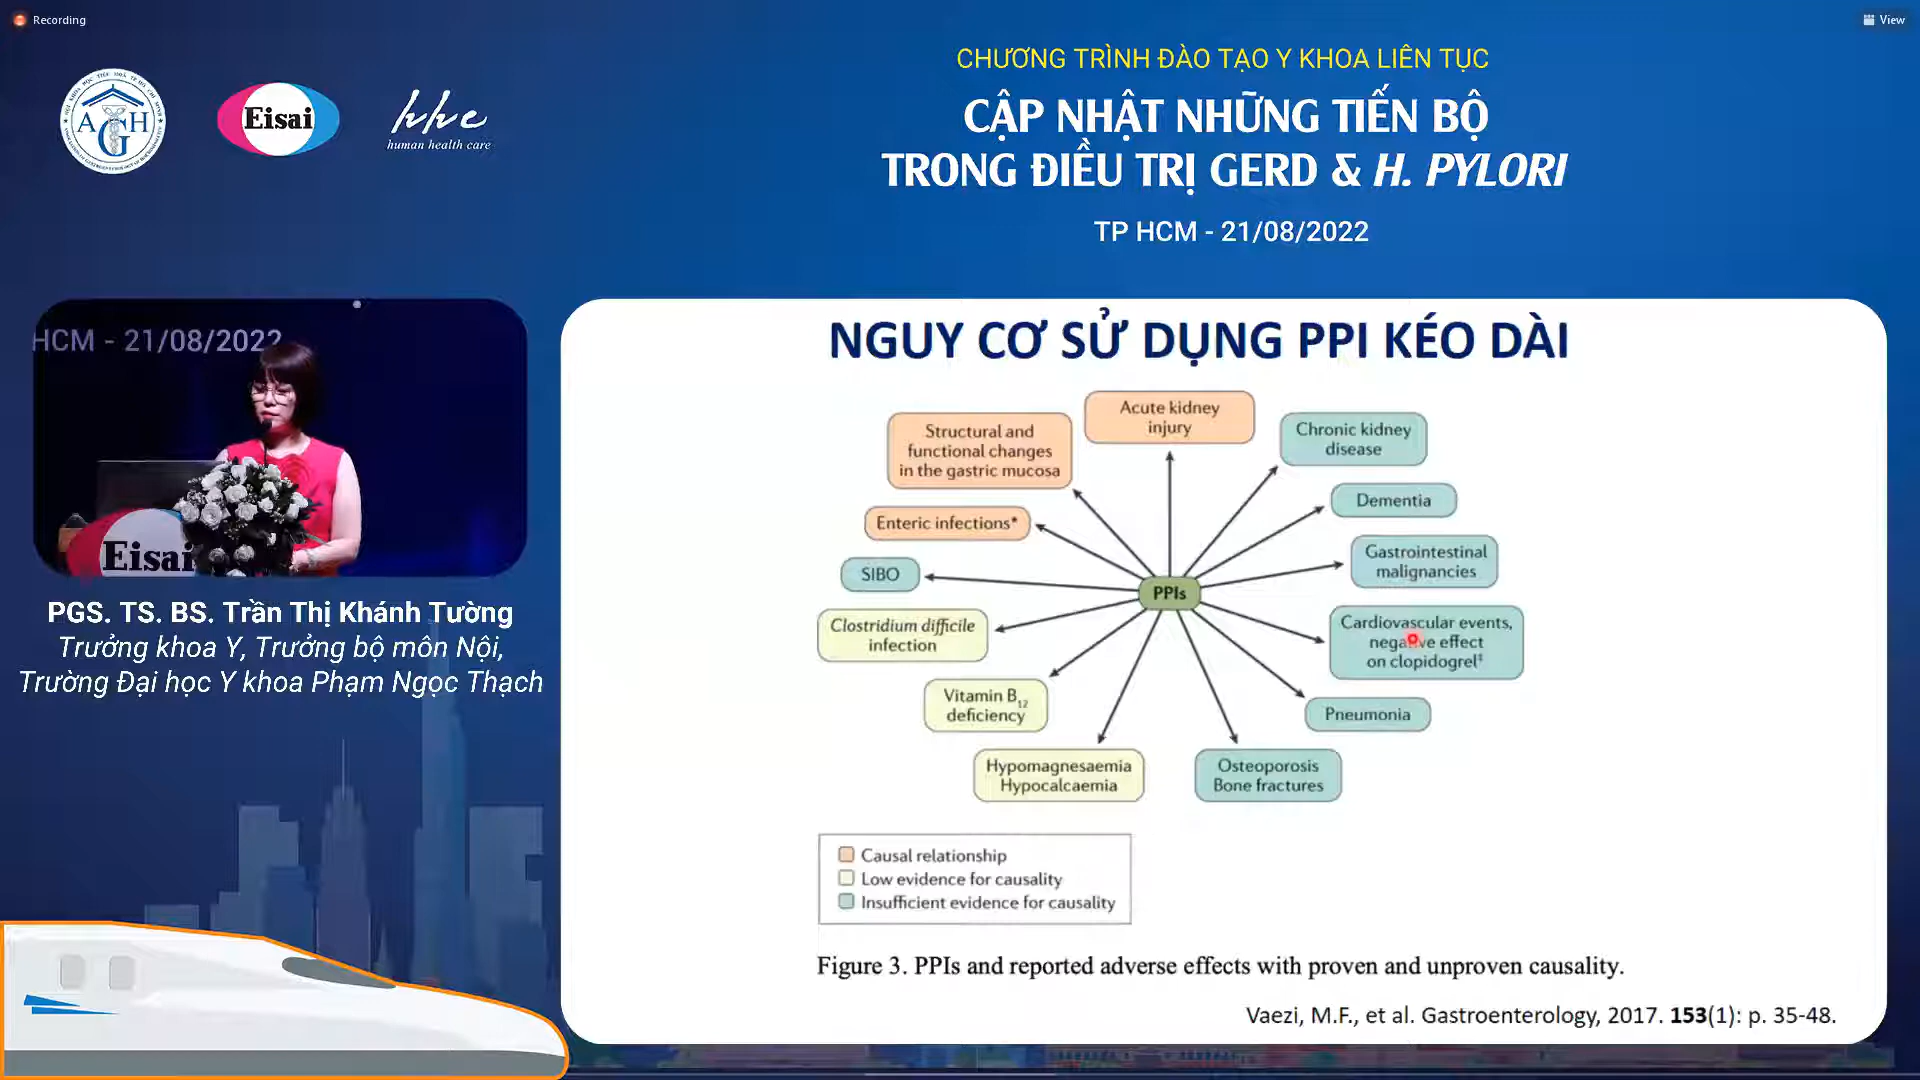 Recording
View
AGH
Eisai
hhc
human health care
CHƯƠNG TRÌNH ĐÀO TẠO Y KHOA LIÊN TỤC
CẬP NHẬT NHỮNG TIẾN BỘ
TRONG ĐIỀU TRỊ GERD & H. PYLORI
TP HCM - 21/08/2022
HCM - 21/08/2022
Eisai
PGS. TS. BS. Trần Thị Khánh Tường
Trưởng khoa Y, Trưởng bộ môn Nội,
Trường Đại học Y khoa Phạm Ngọc Thạch
NGUY CƠ SỬ DỤNG PPI KÉO DÀI
Acute kidney
injury
Structural and
functional changes
in the gastric mucosa
Chronic kidney
disease
Enteric infections*
Dementia
SIBO
Gastrointestinal
malignancies
PPIs
Clostridium difficile
infection
Cardiovascular events,
negative effect
on clopidogrel‡
Vitamin B₁₂
deficiency
Pneumonia
Hypomagnesaemia
Hypocalcaemia
Osteoporosis
Bone fractures
Causal relationship
Low evidence for causality
Insufficient evidence for causality
Figure 3. PPIs and reported adverse effects with proven and unproven causality.
Vaezi, M.F., et al. Gastroenterology, 2017. 153(1): p. 35-48.